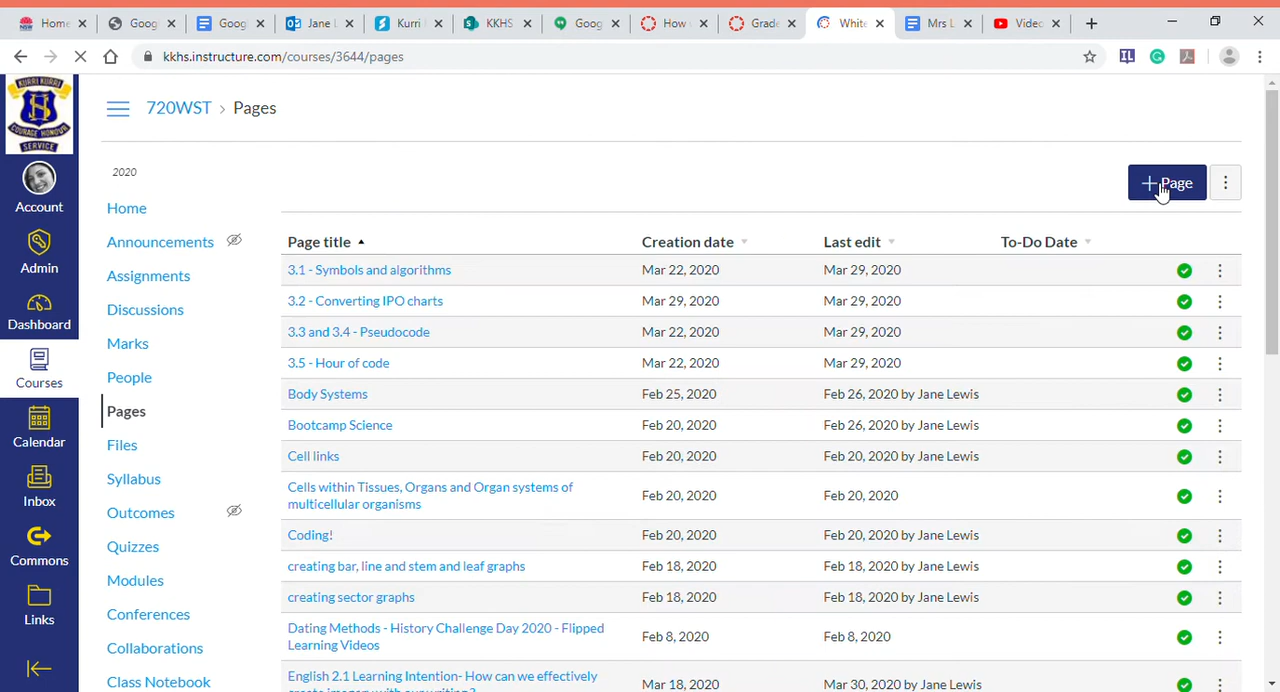 Home
Goog
Goog
Jane L
Kurri
KKHS
Goog
How
Grade
White
Mrs L
Video
kkhs.instructure.com/courses/3644/pages
KURRI KURRI
COURAGE HONOUR
SERVICE
720WST › Pages
2020
+ Page
Account
Admin
Dashboard
Courses
Calendar
Inbox
Commons
Links
Home
Announcements
Assignments
Discussions
Marks
People
Pages
Files
Syllabus
Outcomes
Quizzes
Modules
Conferences
Collaborations
Class Notebook
Page title Creation date Last edit To-Do Date
3.1 - Symbols and algorithms Mar 22, 2020 Mar 29, 2020
3.2 - Converting IPO charts Mar 29, 2020 Mar 29, 2020
3.3 and 3.4 - Pseudocode Mar 22, 2020 Mar 29, 2020
3.5 - Hour of code Mar 22, 2020 Mar 29, 2020
Body Systems Feb 25, 2020 Feb 26, 2020 by Jane Lewis
Bootcamp Science Feb 20, 2020 Feb 26, 2020 by Jane Lewis
Cell links Feb 20, 2020 Feb 20, 2020 by Jane Lewis
Cells within Tissues, Organs and Organ systems of
multicellular organisms Feb 20, 2020 Feb 20, 2020
Coding! Feb 20, 2020 Feb 20, 2020 by Jane Lewis
creating bar, line and stem and leaf graphs Feb 18, 2020 Feb 18, 2020 by Jane Lewis
creating sector graphs Feb 18, 2020 Feb 18, 2020 by Jane Lewis
Dating Methods - History Challenge Day 2020 - Flipped
Learning Videos Feb 8, 2020 Feb 8, 2020
English 2.1 Learning Intention- How can we effectively
create imagery with our writing? Mar 18, 2020 Mar 30, 2020 by Jane Lewis